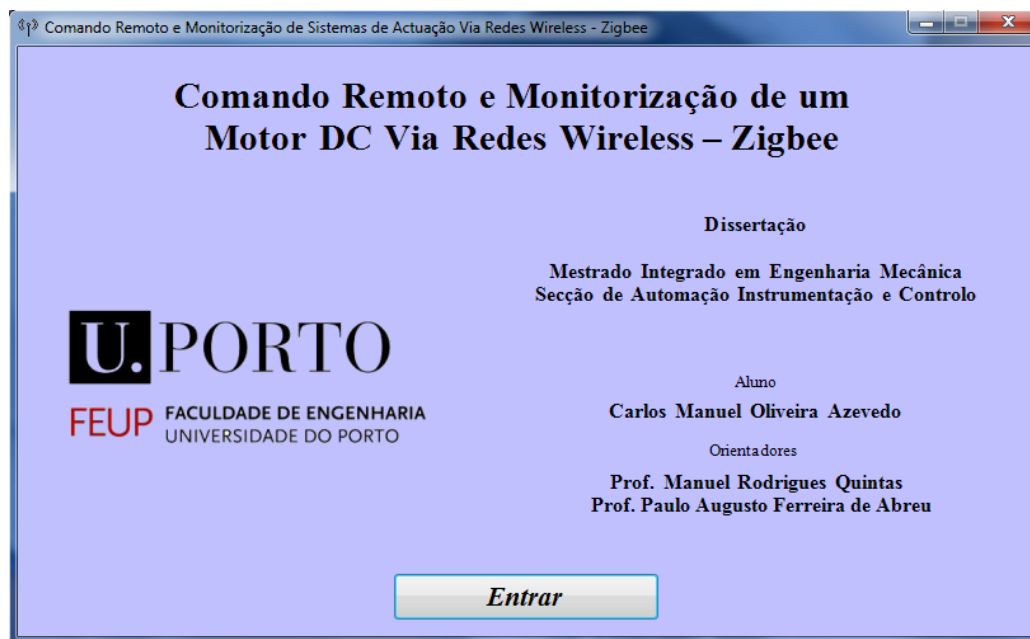 Comando Remoto e Monitorização de Sistemas de Actuação Via Redes Wireless - Zigbee
Comando Remoto e Monitorização de um
Motor DC Via Redes Wireless – Zigbee
Dissertação
Mestrado Integrado em Engenharia Mecânica
Secção de Automação Instrumentação e Controlo
U. PORTO
FEUP FACULDADE DE ENGENHARIA
UNIVERSIDADE DO PORTO
Aluno
Carlos Manuel Oliveira Azevedo
Orientadores
Prof. Manuel Rodrigues Quintas
Prof. Paulo Augusto Ferreira de Abreu
Entrar